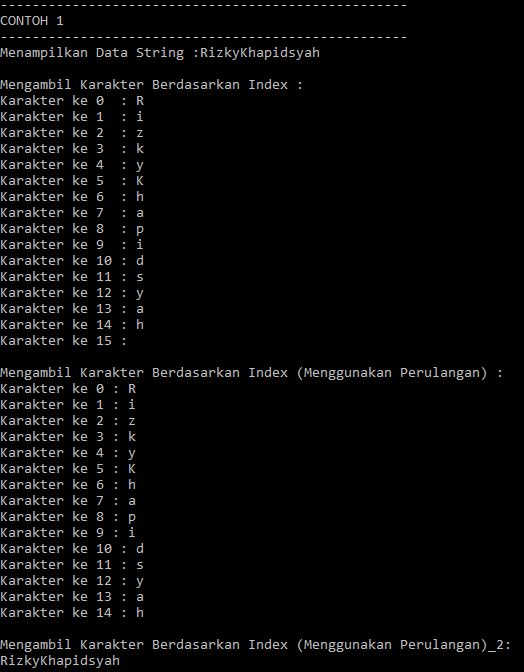 ---------------------------------------------------
CONTOH 1
---------------------------------------------------
Menampilkan Data String :RizkyKhapidsyah
Mengambil Karakter Berdasarkan Index :
Karakter ke 0  : R
Karakter ke 1  : i
Karakter ke 2  : z
Karakter ke 3  : k
Karakter ke 4  : y
Karakter ke 5  : K
Karakter ke 6  : h
Karakter ke 7  : a
Karakter ke 8  : p
Karakter ke 9  : i
Karakter ke 10 : d
Karakter ke 11 : s
Karakter ke 12 : y
Karakter ke 13 : a
Karakter ke 14 : h
Karakter ke 15 :
Mengambil Karakter Berdasarkan Index (Menggunakan Perulangan) :
Karakter ke 0 : R
Karakter ke 1 : i
Karakter ke 2 : z
Karakter ke 3 : k
Karakter ke 4 : y
Karakter ke 5 : K
Karakter ke 6 : h
Karakter ke 7 : a
Karakter ke 8 : p
Karakter ke 9 : i
Karakter ke 10 : d
Karakter ke 11 : s
Karakter ke 12 : y
Karakter ke 13 : a
Karakter ke 14 : h
Mengambil Karakter Berdasarkan Index (Menggunakan Perulangan)_2:
RizkyKhapidsyah